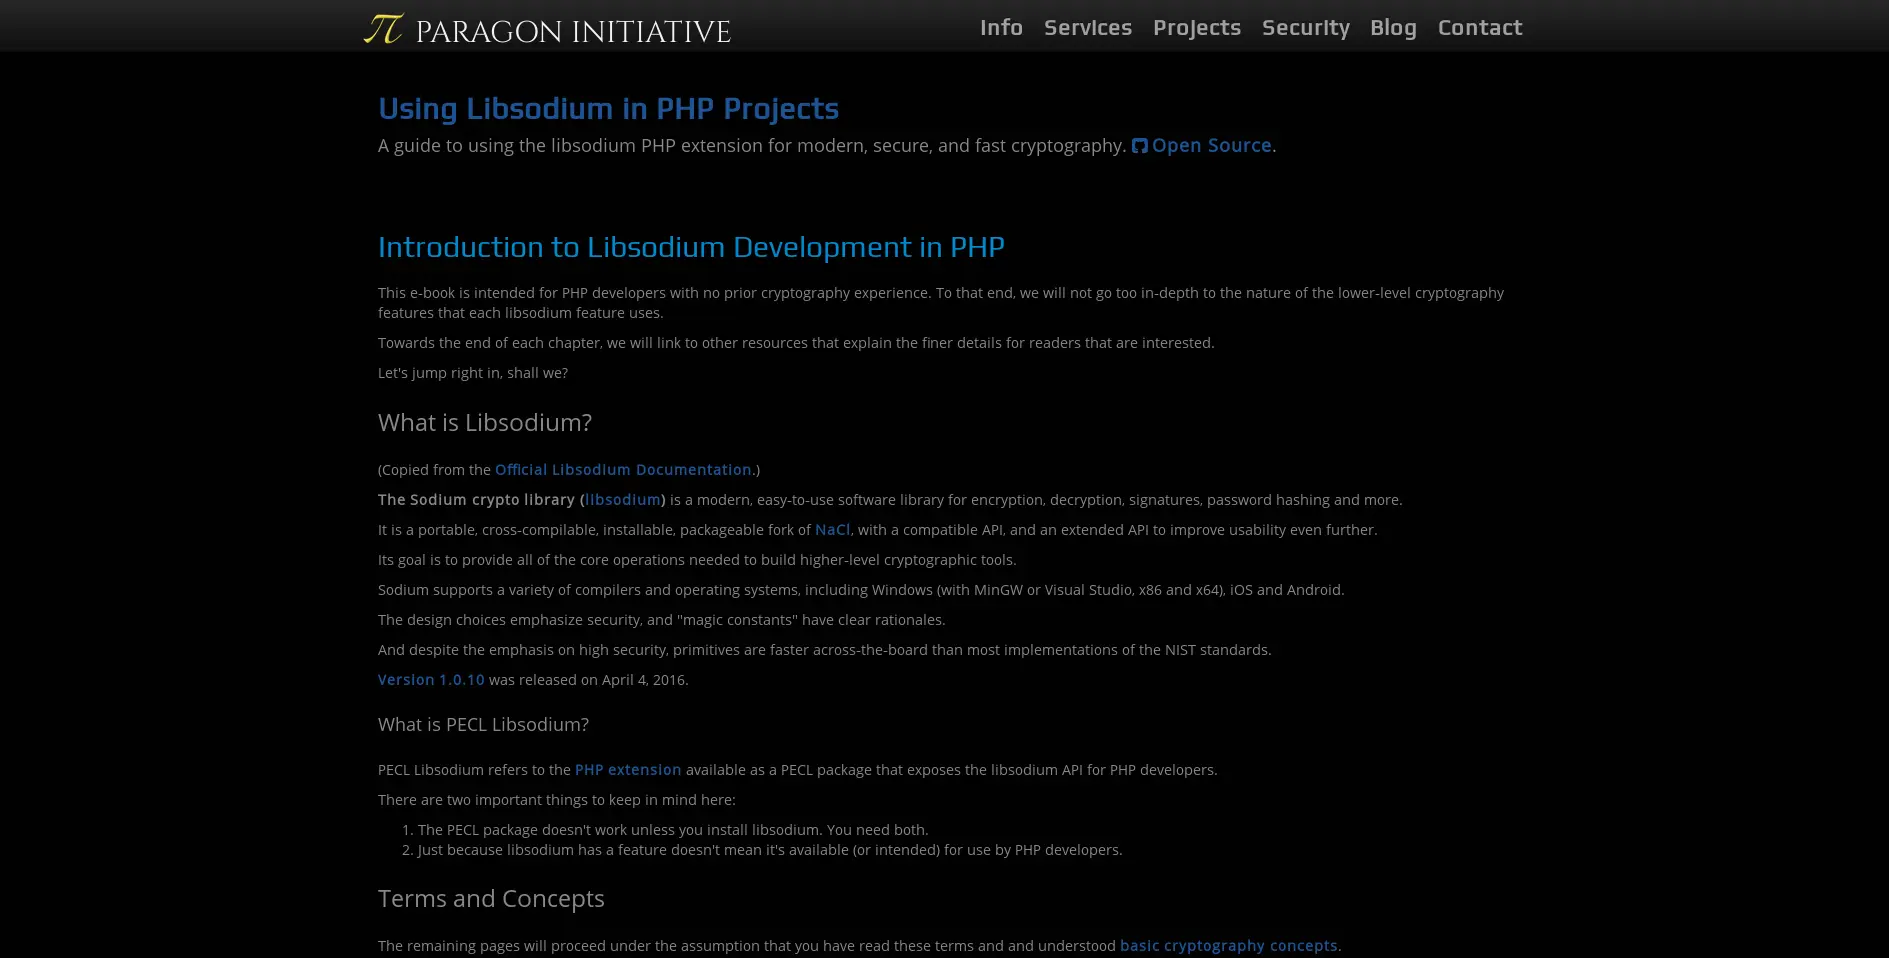 π PARAGON INITIATIVE
Info Services Projects Security Blog Contact
Using Libsodium in PHP Projects
A guide to using the libsodium PHP extension for modern, secure, and fast cryptography. Open Source.
Introduction to Libsodium Development in PHP
This e-book is intended for PHP developers with no prior cryptography experience. To that end, we will not go too in-depth to the nature of the lower-level cryptography
features that each libsodium feature uses.
Towards the end of each chapter, we will link to other resources that explain the finer details for readers that are interested.
Let's jump right in, shall we?
What is Libsodium?
(Copied from the Official Libsodium Documentation.)
The Sodium crypto library (libsodium) is a modern, easy-to-use software library for encryption, decryption, signatures, password hashing and more.
It is a portable, cross-compilable, installable, packageable fork of NaCl, with a compatible API, and an extended API to improve usability even further.
Its goal is to provide all of the core operations needed to build higher-level cryptographic tools.
Sodium supports a variety of compilers and operating systems, including Windows (with MinGW or Visual Studio, x86 and x64), iOS and Android.
The design choices emphasize security, and "magic constants" have clear rationales.
And despite the emphasis on high security, primitives are faster across-the-board than most implementations of the NIST standards.
Version 1.0.10 was released on April 4, 2016.
What is PECL Libsodium?
PECL Libsodium refers to the PHP extension available as a PECL package that exposes the libsodium API for PHP developers.
There are two important things to keep in mind here:
1. The PECL package doesn't work unless you install libsodium. You need both.
2. Just because libsodium has a feature doesn't mean it's available (or intended) for use by PHP developers.
Terms and Concepts
The remaining pages will proceed under the assumption that you have read these terms and and understood basic cryptography concepts.